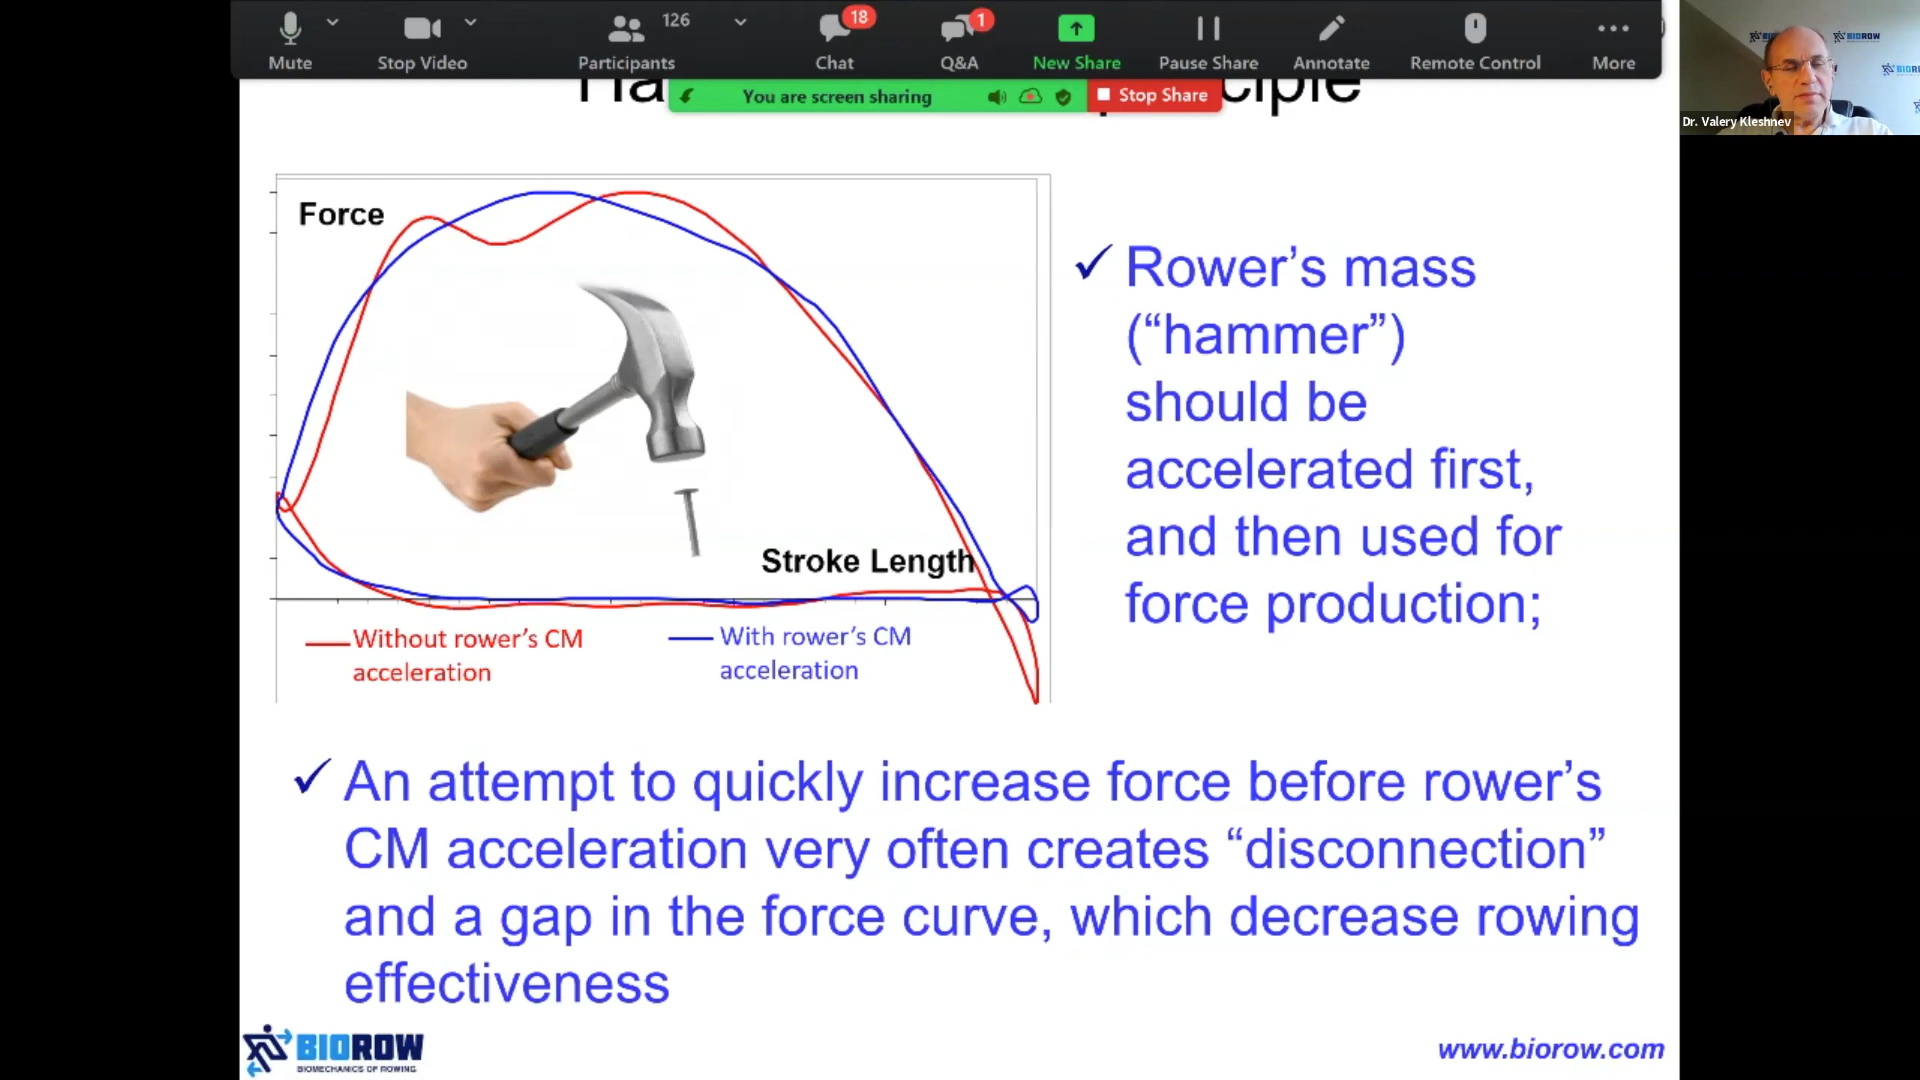 126
18
1
Mute
Stop Video
Participants
Chat
Q&A
New Share
Pause Share
Annotate
Remote Control
More
You are screen sharing
Stop Share
BIOROW
Dr. Valery Kleshnev
Force
Stroke Length
Without rower’s CM
acceleration
With rower’s CM
acceleration
✓ Rower’s mass
(“hammer”)
should be
accelerated first,
and then used for
force production;
✓ An attempt to quickly increase force before rower’s
CM acceleration very often creates “disconnection”
and a gap in the force curve, which decrease rowing
effectiveness
BIOROW
BIOMECHANICS OF ROWING
www.biorow.com